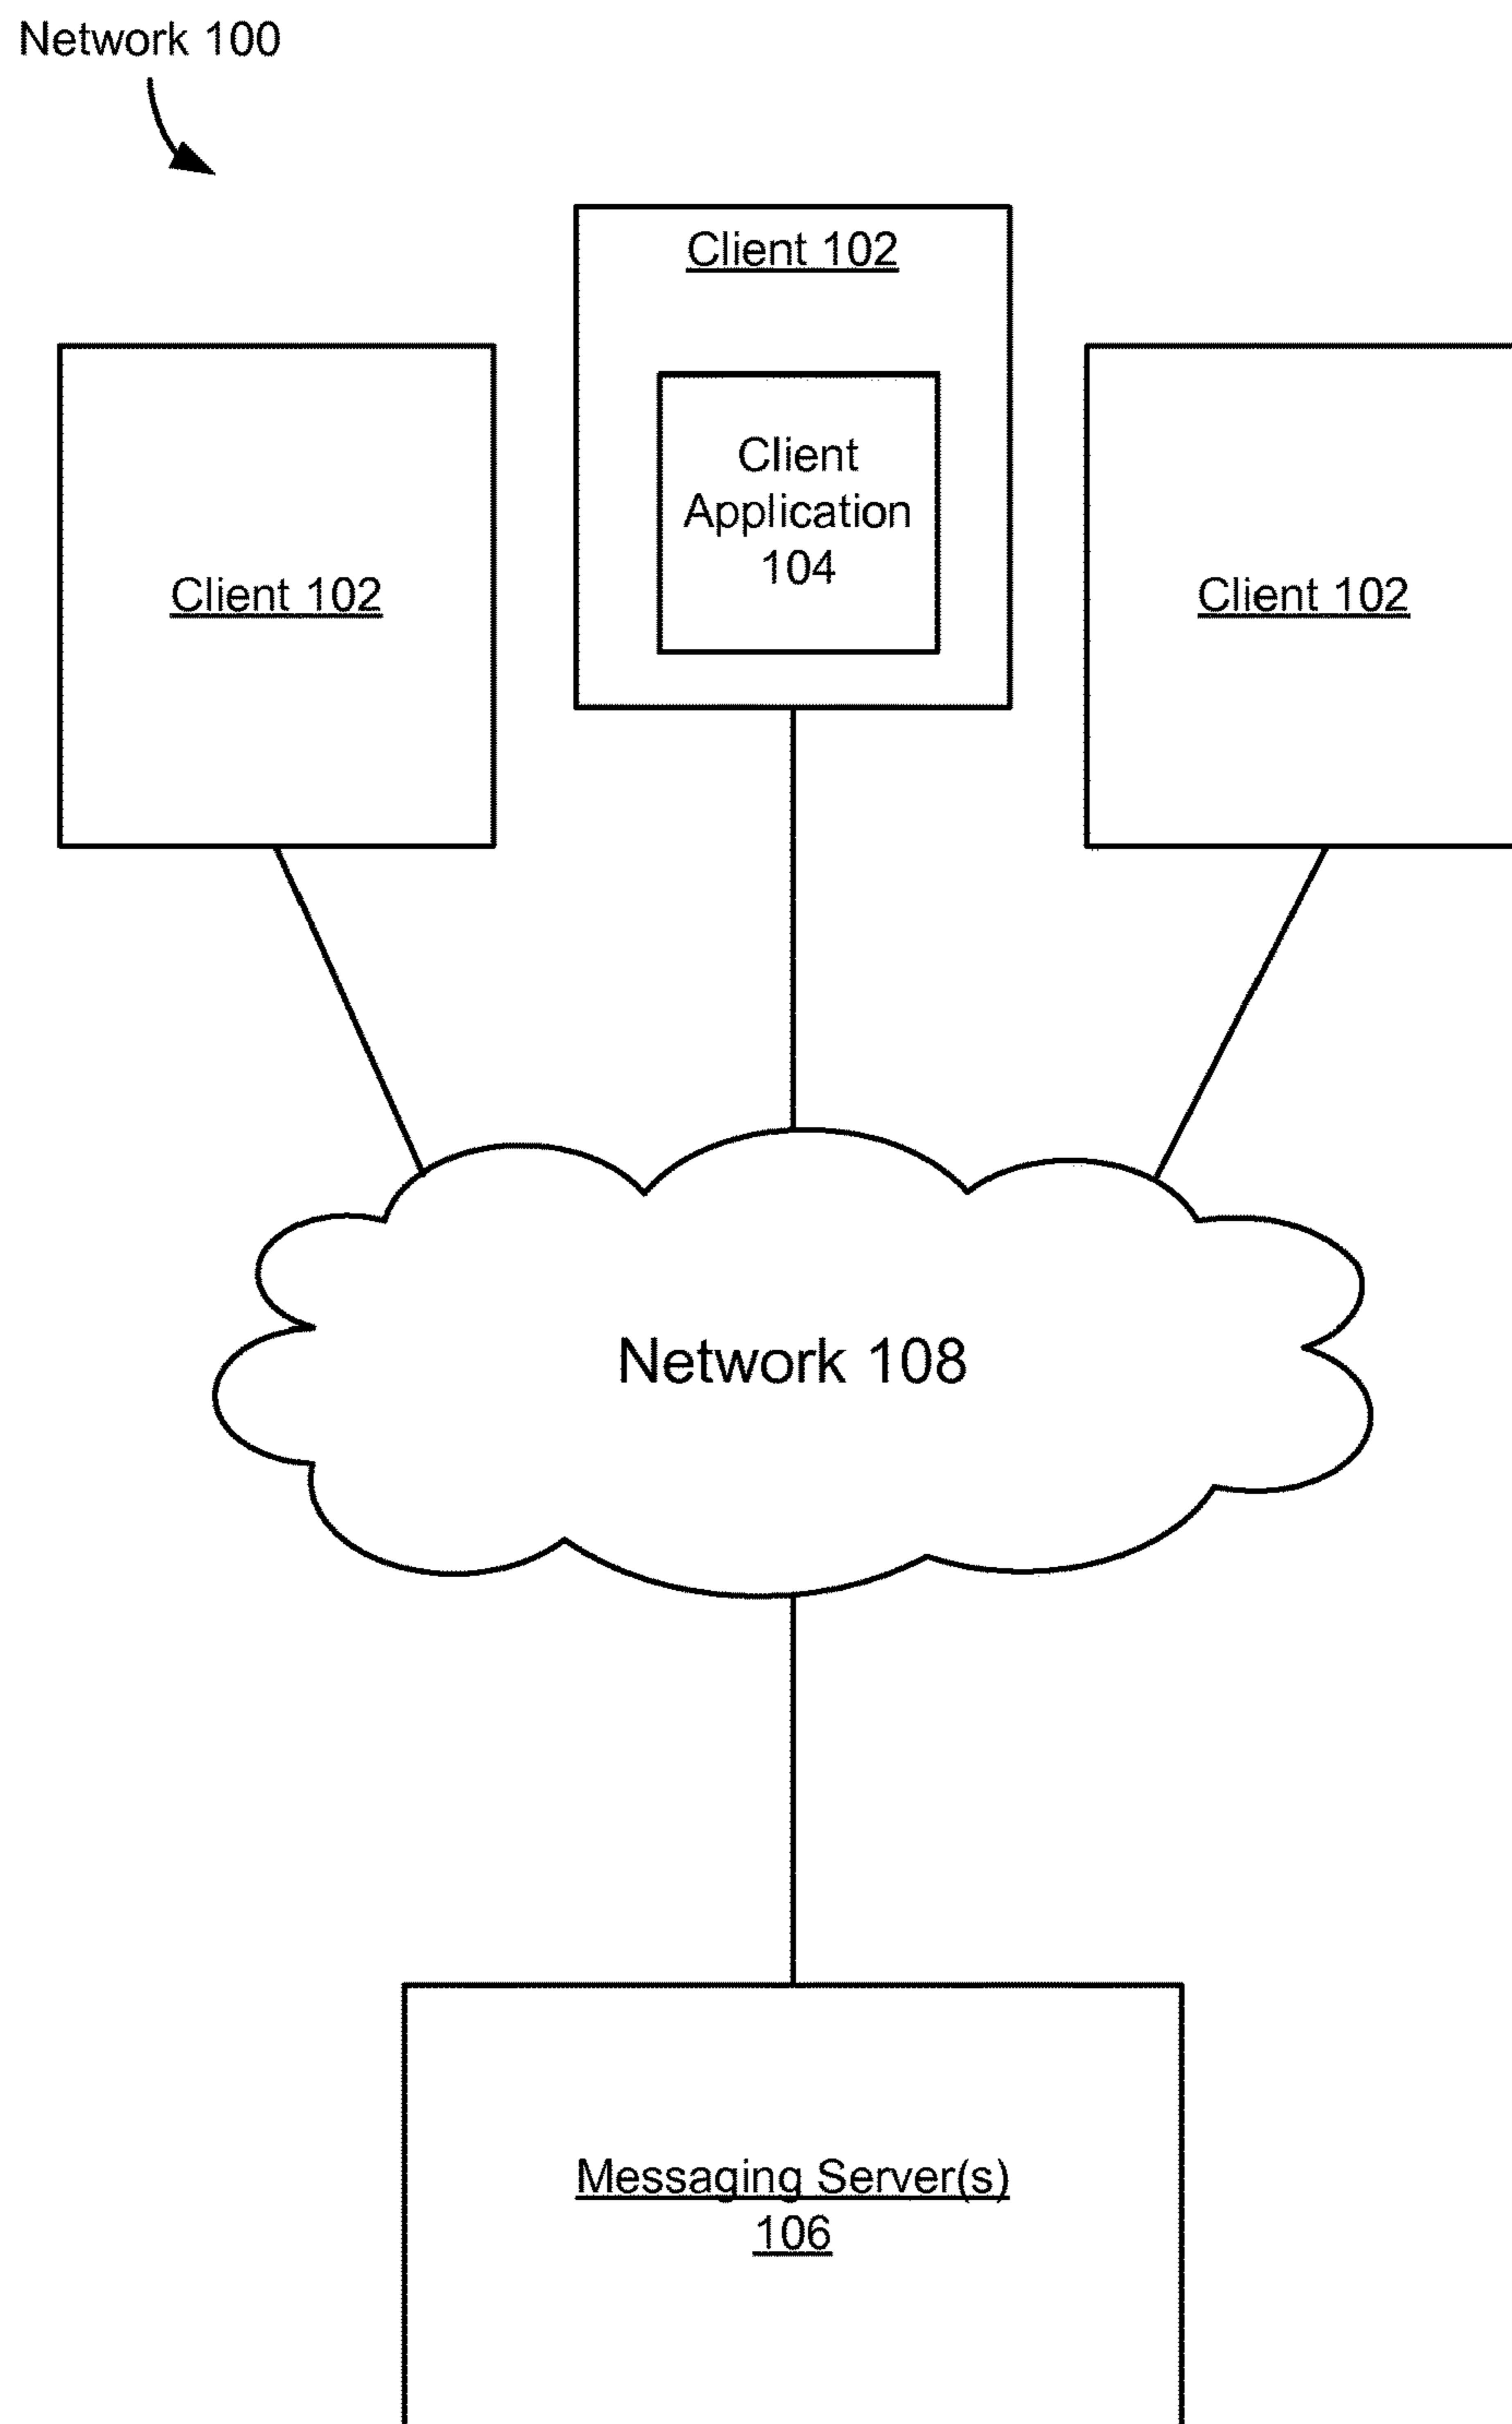 Network 100
Client 102
Client
Application
104
Client 102
Client 102
Network 108
Messaging Server(s)
106